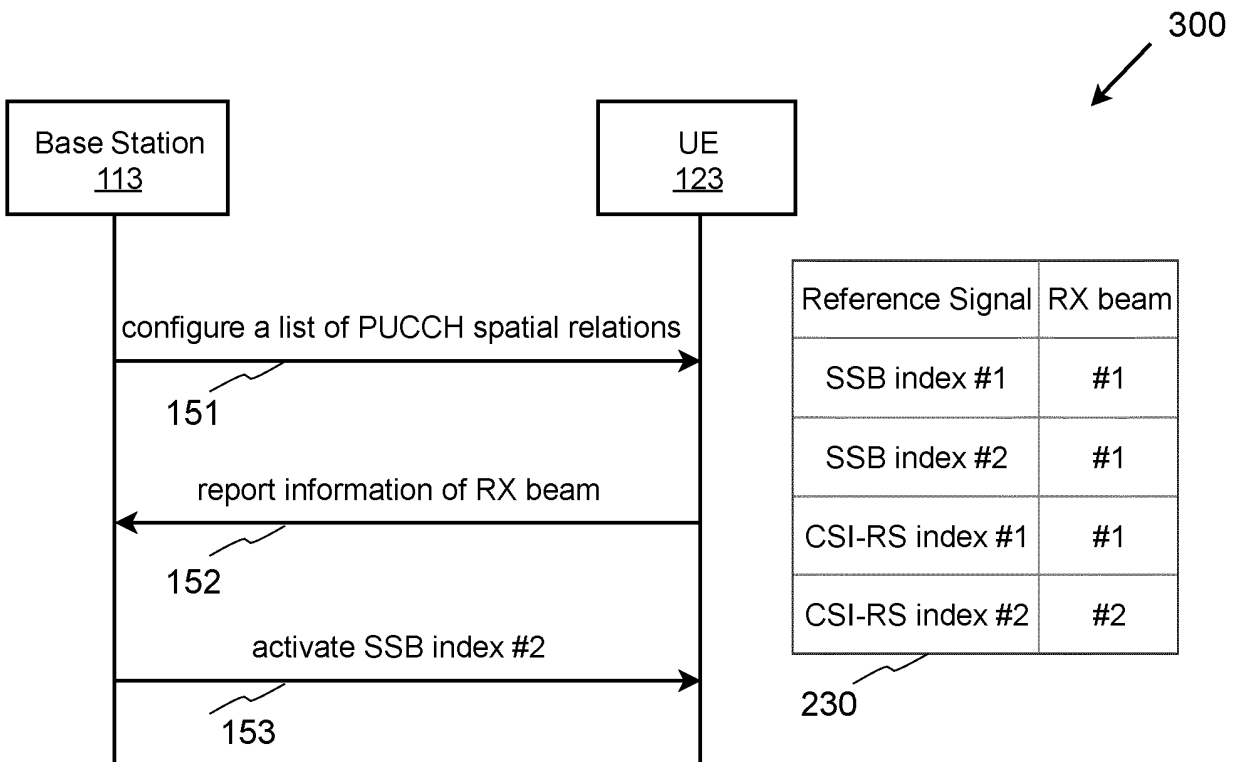 300
Base Station
113
UE
123
configure a list of PUCCH spatial relations
151
report information of RX beam
152
activate SSB index #2
153
Reference Signal RX beam
SSB index #1 #1
SSB index #2 #1
CSI-RS index #1 #1
CSI-RS index #2 #2
230